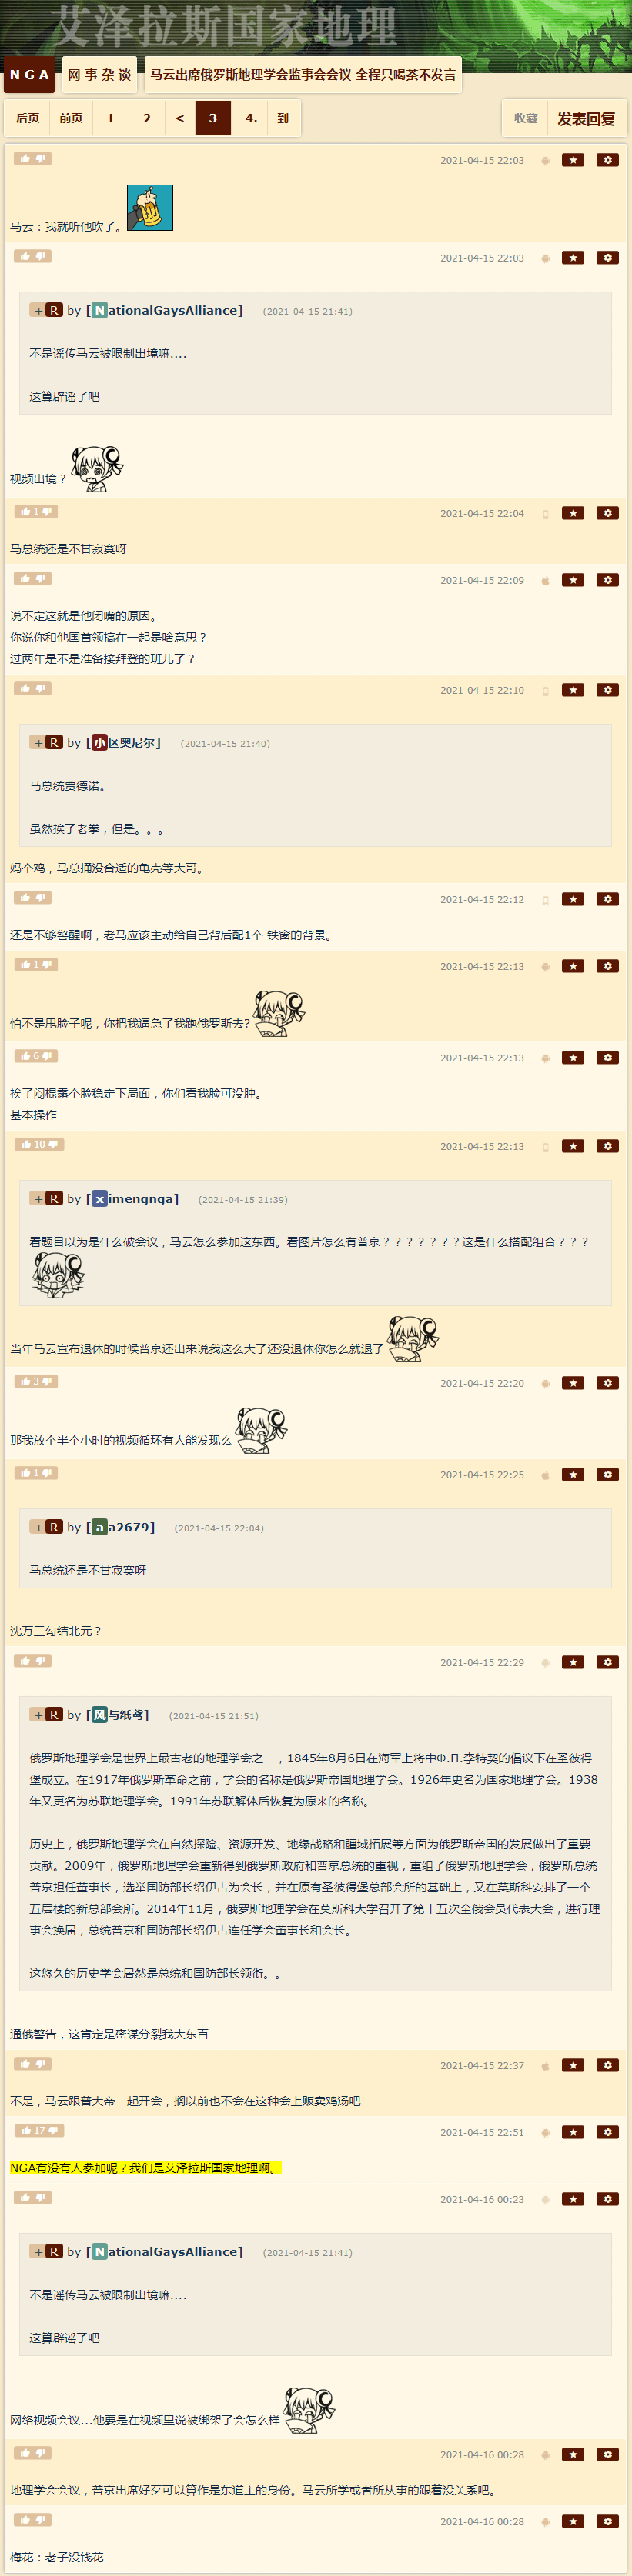 艾泽拉斯国家地理
NGA 网事杂谈 马云出席俄罗斯地理学会监事会会议 全程只喝茶不发言
后页 前页 1 2 < 3 4. 到 收藏 发表回复
2021-04-15 22:03
马云：我就听他吹了。
2021-04-15 22:03
+ R by [NationalGaysAlliance] (2021-04-15 21:41)
不是谣传马云被限制出境嘛....
这算辟谣了吧
视频出境？
1 2021-04-15 22:04
马总统还是不甘寂寞呀
2021-04-15 22:09
说不定这就是他闭嘴的原因。
你说你和他国首领搞在一起是啥意思？
过两年是不是准备接拜登的班儿了？
2021-04-15 22:10
+ R by [小区奥尼尔] (2021-04-15 21:40)
马总统贾德诺。
虽然挨了老拳，但是。。。
妈个鸡，马总捅没合适的龟壳等大哥。
2021-04-15 22:12
还是不够警醒啊，老马应该主动给自己背后配1个 铁窗的背景。
1 2021-04-15 22:13
怕不是甩脸子呢，你把我逼急了我跑俄罗斯去?
6 2021-04-15 22:13
挨了闷棍露个脸稳定下局面，你们看我脸可没肿。
基本操作
10 2021-04-15 22:13
+ R by [ximengnga] (2021-04-15 21:39)
看题目以为是什么破会议，马云怎么参加这东西。看图片怎么有普京？？？？？？？这是什么搭配组合？？？
当年马云宣布退休的时候普京还出来说我这么大了还没退休你怎么就退了
3 2021-04-15 22:20
那我放个半个小时的视频循环有人能发现么
1 2021-04-15 22:25
+ R by [aa2679] (2021-04-15 22:04)
马总统还是不甘寂寞呀
沈万三勾结北元？
2021-04-15 22:29
+ R by [风与纸鸢] (2021-04-15 21:51)
俄罗斯地理学会是世界上最古老的地理学会之一，1845年8月6日在海军上将中Ф.П.李特契的倡议下在圣彼得
堡成立。在1917年俄罗斯革命之前，学会的名称是俄罗斯帝国地理学会。1926年更名为国家地理学会。1938
年又更名为苏联地理学会。1991年苏联解体后恢复为原来的名称。
历史上，俄罗斯地理学会在自然探险、资源开发、地缘战略和疆域拓展等方面为俄罗斯帝国的发展做出了重要
贡献。2009年，俄罗斯地理学会重新得到俄罗斯政府和普京总统的重视，重组了俄罗斯地理学会，俄罗斯总统
普京担任董事长，选举国防部长绍伊古为会长，并在原有圣彼得堡总部会所的基础上，又在莫斯科安排了一个
五层楼的新总部会所。2014年11月，俄罗斯地理学会在莫斯科大学召开了第十五次全俄会员代表大会，进行理
事会换届，总统普京和国防部长绍伊古连任学会董事长和会长。
这悠久的历史学会居然是总统和国防部长领衔。。
通俄警告，这肯定是密谋分裂我大东百
2021-04-15 22:37
不是，马云跟普大帝一起开会，搁以前也不会在这种会上贩卖鸡汤吧
17 2021-04-15 22:51
NGA有没有人参加呢？我们是艾泽拉斯国家地理啊。
2021-04-16 00:23
+ R by [NationalGaysAlliance] (2021-04-15 21:41)
不是谣传马云被限制出境嘛....
这算辟谣了吧
网络视频会议...他要是在视频里说被绑架了会怎么样
2021-04-16 00:28
地理学会会议，普京出席好歹可以算作是东道主的身份。马云所学或者所从事的跟着没关系吧。
2021-04-16 00:28
梅花：老子没钱花